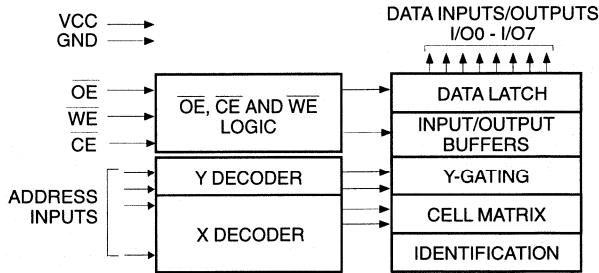 VCC
GND
DATA INPUTS/OUTPUTS
I/O0 - I/O7
OE
WE
CE
OE, CE AND WE
LOGIC
DATA LATCH
INPUT/OUTPUT
BUFFERS
ADDRESS
INPUTS
Y DECODER
X DECODER
Y-GATING
CELL MATRIX
IDENTIFICATION